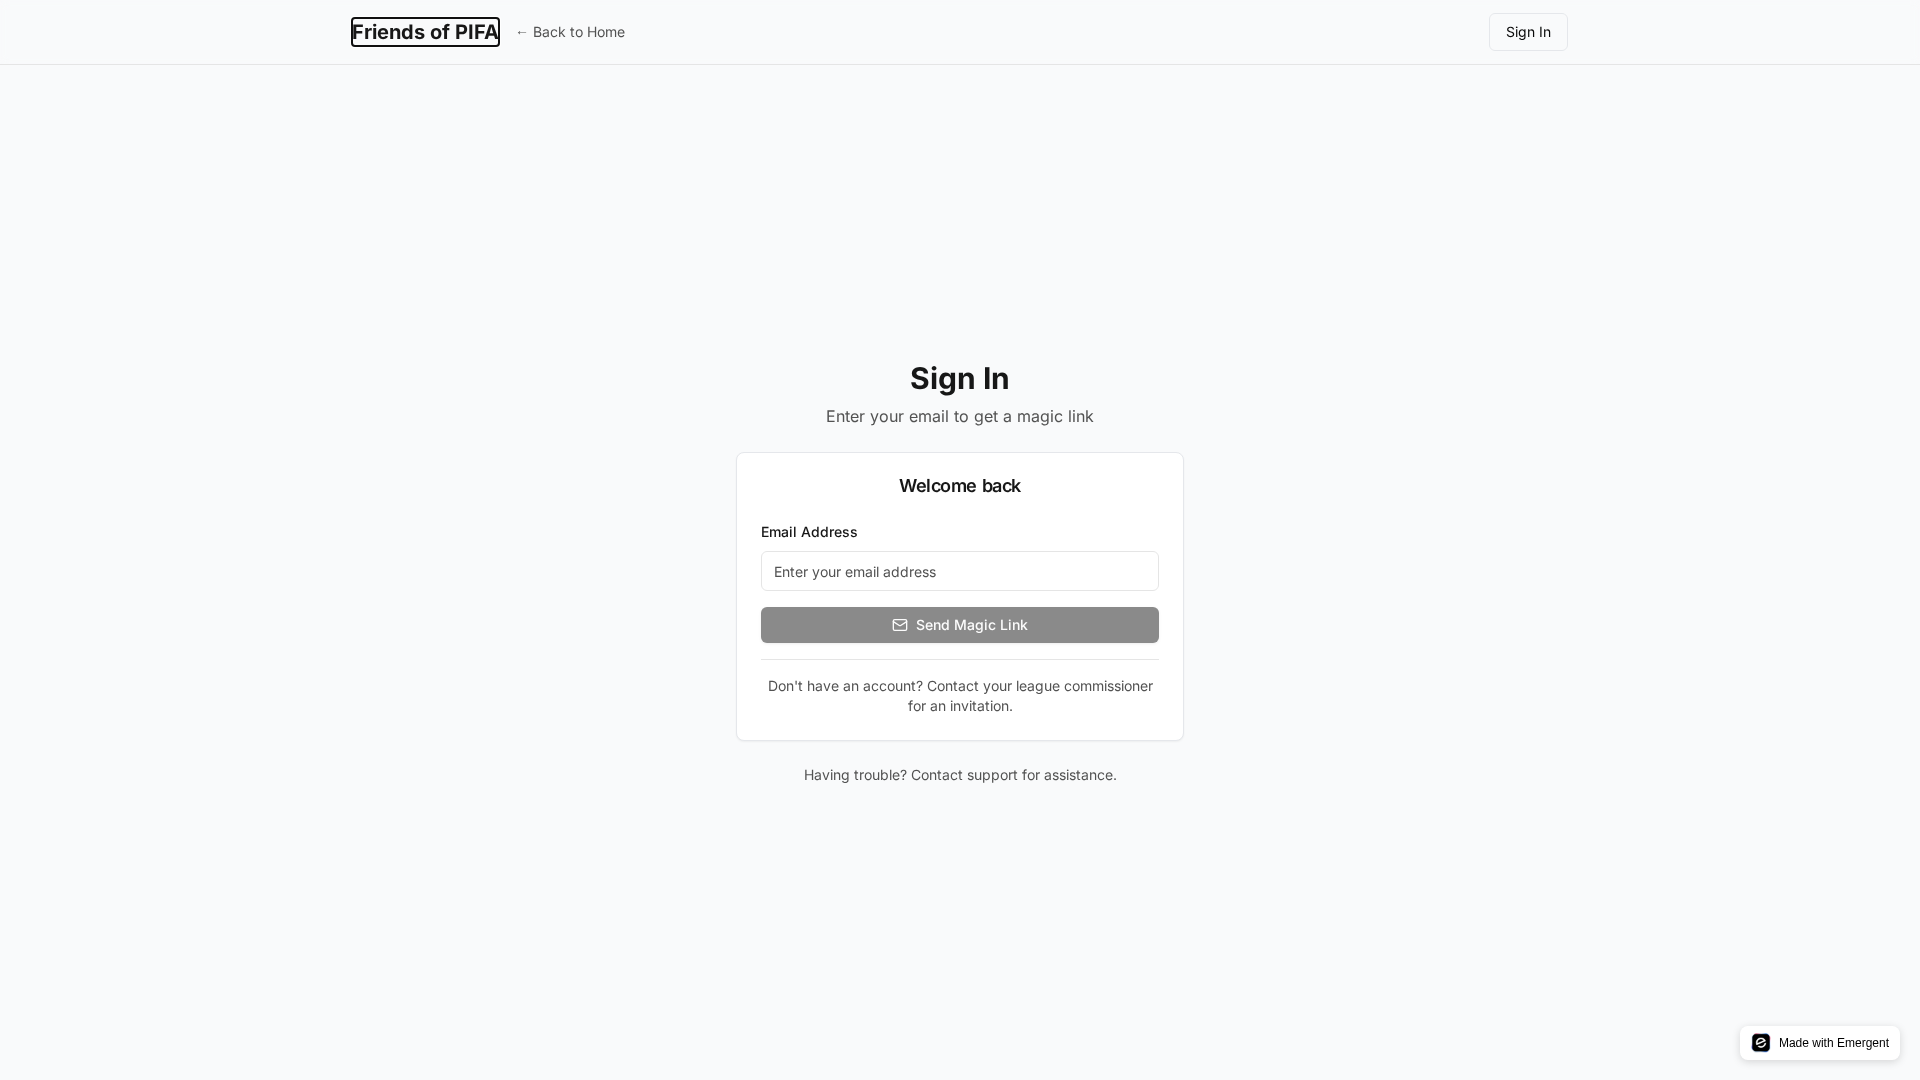 Friends of PIFA
← Back to Home
Sign In
Sign In
Enter your email to get a magic link
Welcome back
Email Address
Enter your email address
Send Magic Link
Don't have an account? Contact your league commissioner
for an invitation.
Having trouble? Contact support for assistance.
Made with Emergent